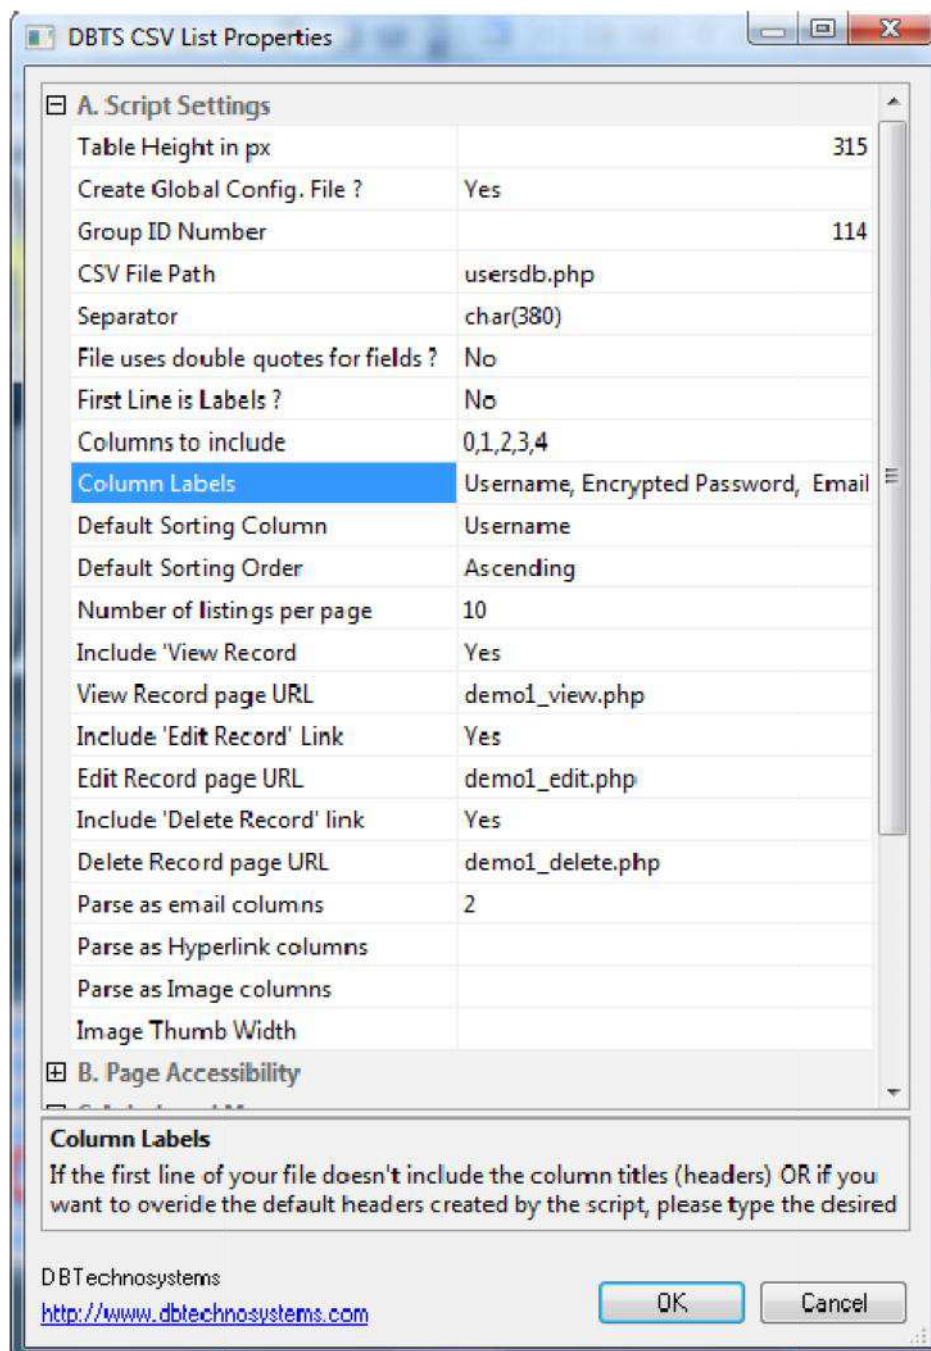 DBTS CSV List Properties
A. Script Settings
Table Height in px 315
Create Global Config. File ? Yes
Group ID Number 114
CSV File Path usersdb.php
Separator char(380)
File uses double quotes for fields ? No
First Line is Labels ? No
Columns to include 0,1,2,3,4
Column Labels Username, Encrypted Password, Email
Default Sorting Column Username
Default Sorting Order Ascending
Number of listings per page 10
Include 'View Record Yes
View Record page URL demo1_view.php
Include 'Edit Record' Link Yes
Edit Record page URL demo1_edit.php
Include 'Delete Record' link Yes
Delete Record page URL demo1_delete.php
Parse as email columns 2
Parse as Hyperlink columns
Parse as Image columns
Image Thumb Width
B. Page Accessibility
Column Labels
If the first line of your file doesn't include the column titles (headers) OR if you
want to overide the default headers created by the script, please type the desired
DBTechnosystems
http://www.dbtechnosystems.com
OK Cancel